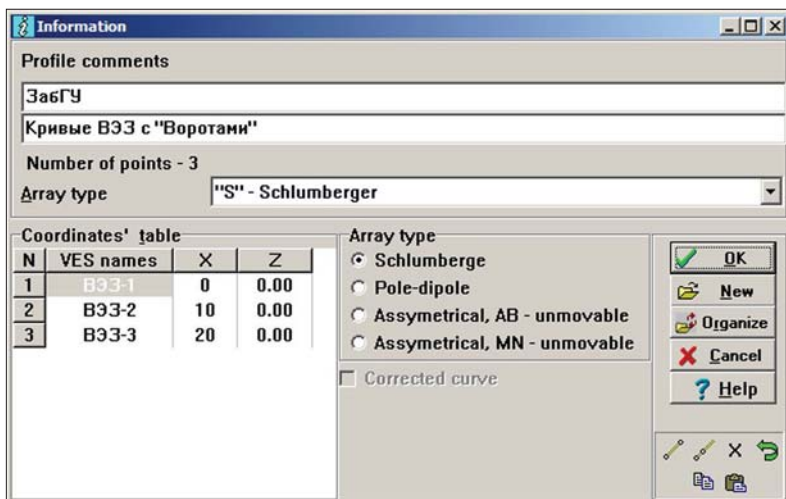 Information
Profile comments
ЗабГУ
Кривые ВЭЗ с "Воротами"
Number of points - 3
Array type
"S" - Schlumberger
Coordinates' table
N VES names X Z
1 ВЭЗ-1 0 0.00
2 ВЭЗ-2 10 0.00
3 ВЭЗ-3 20 0.00
Array type
Schlumberge
Pole-dipole
Assymetrical, AB - unmovable
Assymetrical, MN - unmovable
Corrected curve
OK
New
Organize
Cancel
Help